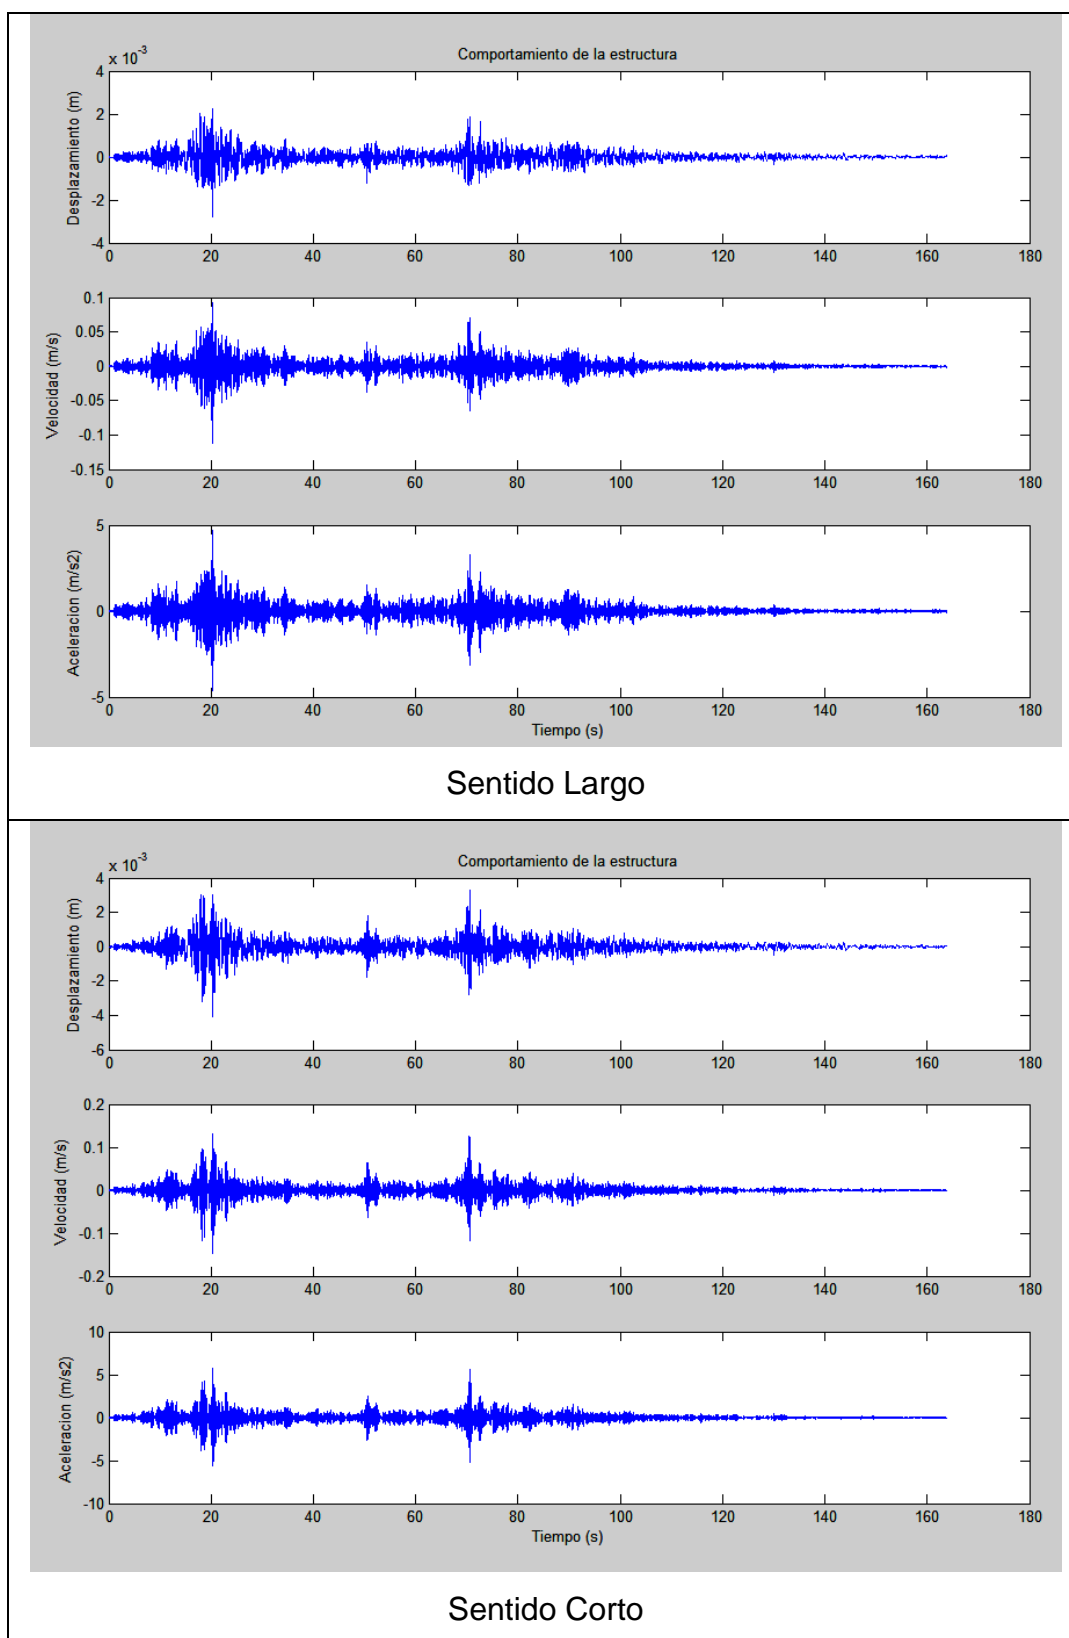 Comportamiento de la estructura
x 10-3
4
2
0
-2
-4
Desplazamiento (m)
0 20 40 60 80 100 120 140 160 180
0.1
0.05
0
-0.05
-0.1
-0.15
Velocidad (m/s)
0 20 40 60 80 100 120 140 160 180
5
0
-5
Aceleracion (m/s2)
0 20 40 60 80 100 120 140 160 180
Tiempo (s)
Sentido Largo
Comportamiento de la estructura
x 10-3
4
2
0
-2
-4
-6
Desplazamiento (m)
0 20 40 60 80 100 120 140 160 180
0.2
0.1
0
-0.1
-0.2
Velocidad (m/s)
0 20 40 60 80 100 120 140 160 180
10
5
0
-5
-10
Aceleracion (m/s2)
0 20 40 60 80 100 120 140 160 180
Tiempo (s)
Sentido Corto